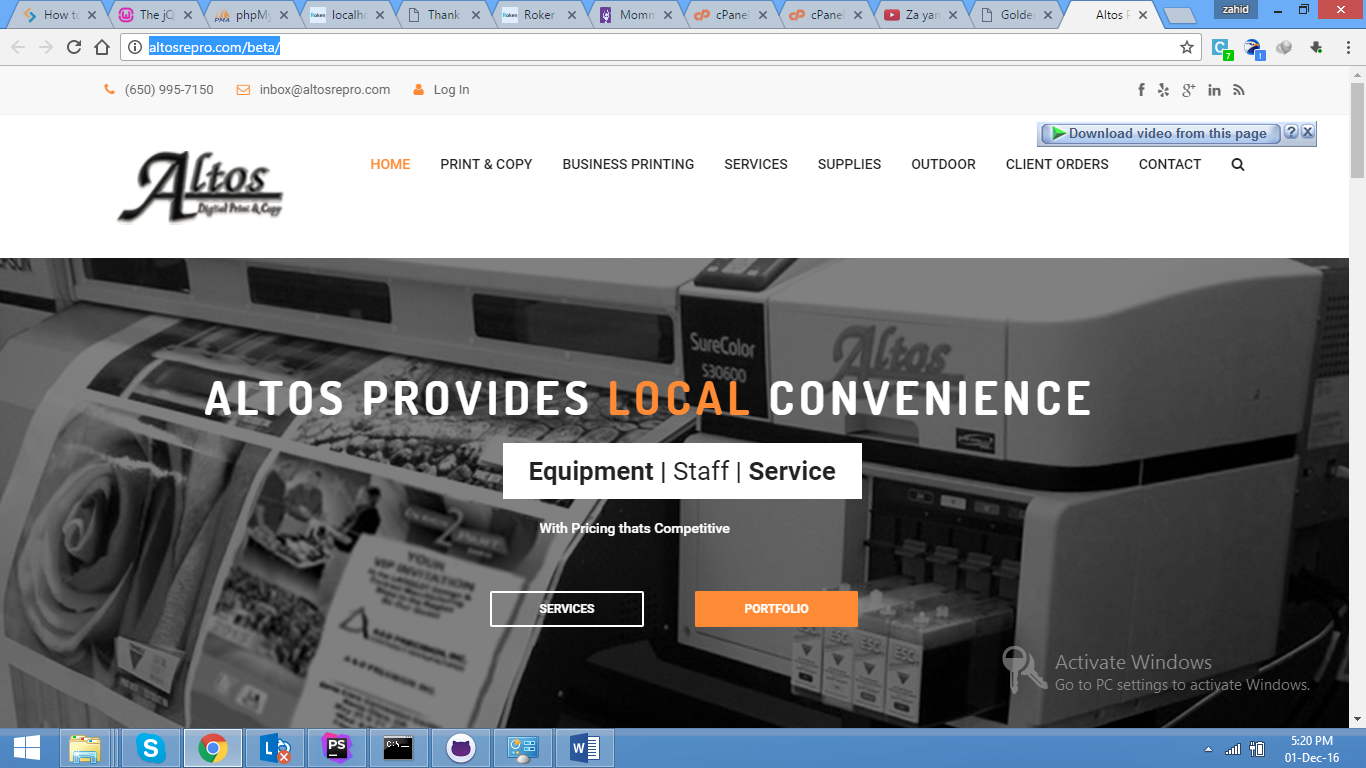 How to
The jQ
phpMy
localho
Thank
Roker
Momm
cPanel
cPanel
Za yan
Golden
Altos R
zahid
altosrepro.com/beta/
(650) 995-7150 inbox@altosrepro.com Log In
Download video from this page ?
Altos
Digital Print & Copy
HOME PRINT & COPY BUSINESS PRINTING SERVICES SUPPLIES OUTDOOR CLIENT ORDERS CONTACT
SureColor
S30600
Altos
ALTOS PROVIDES LOCAL CONVENIENCE
Equipment | Staff | Service
With Pricing thats Competitive
YOUR
VIP INVITATION
SERVICES PORTFOLIO
Activate Windows
Go to PC settings to activate Windows.
5:20 PM
01-Dec-16